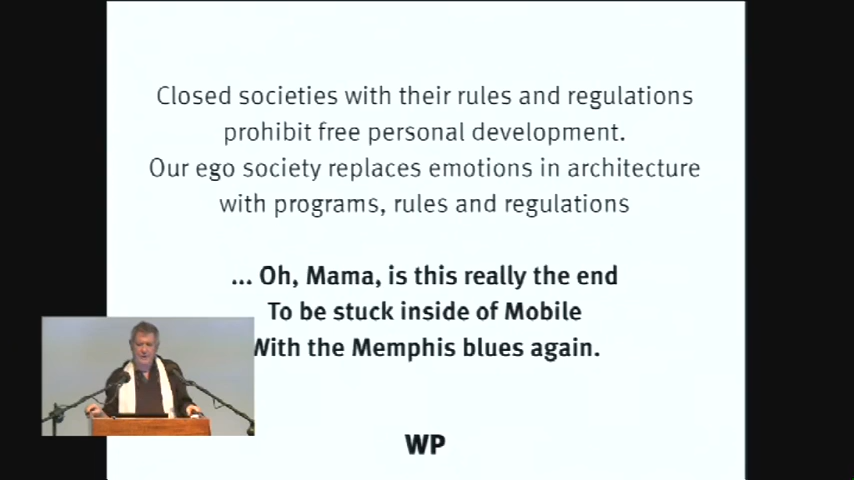 Closed societies with their rules and regulations
prohibit free personal development.
Our ego society replaces emotions in architecture
with programs, rules and regulations
... Oh, Mama, is this really the end
To be stuck inside of Mobile
With the Memphis blues again.
WP